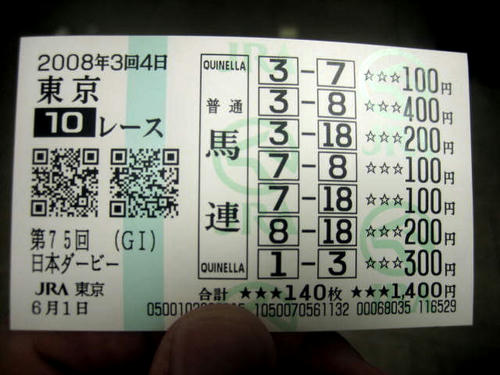 2008年3回4日
東京
10 レース
第75回 (GI)
日本ダービー
JRA 東京
6月1日
QUINELLA
普通
馬連
QUINELLA
3-7 ☆☆☆100円
3-8 ☆☆☆400円
3-18 ☆☆☆200円
7-8 ☆☆☆100円
7-18 ☆☆☆100円
8-18 ☆☆☆200円
1-3 ☆☆☆300円
合計 ★★★140枚 ★★★1,400円
1050070561132 00068035 116529
JRA
JRA